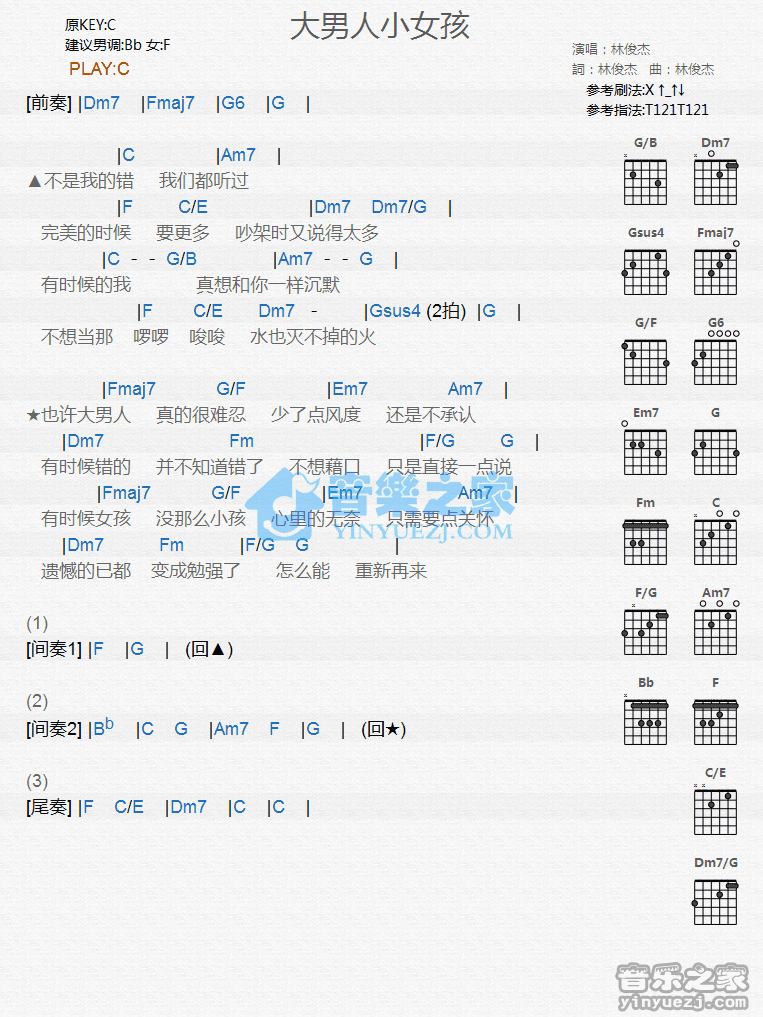 大男人小女孩
原KEY:C
建议男调:Bb 女:F
PLAY:C
演唱：林俊杰
詞：林俊杰 曲：林俊杰
参考刷法:X↑_↑↓
参考指法:T121T121
[前奏] |Dm7 |Fmaj7 |G6 |G |
|C |Am7 |
▲不是我的错 我们都听过
|F C/E |Dm7 Dm7/G |
完美的时候 要更多 吵架时又说得太多
|C - - G/B |Am7 - - G |
有时候的我 真想和你一样沉默
|F C/E Dm7 - |Gsus4 (2拍) |G |
不想当那 啰啰 唆唆 水也灭不掉的火
|Fmaj7 G/F |Em7 Am7 |
★也许大男人 真的很难忍 少了点风度 还是不承认
|Dm7 Fm |F/G G |
有时候错的 并不知道错了 不想藉口 只是直接一点说
|Fmaj7 G/F |Em7 Am7 |
有时候女孩 没那么小孩 心里的无奈 只需要点关怀
|Dm7 Fm |F/G G |
遗憾的已都 变成勉强了 怎么能 重新再来
(1)
[间奏1] |F |G | (回▲)
(2)
[间奏2] |Bb |C G |Am7 F |G | (回★)
(3)
[尾奏] |F C/E |Dm7 |C |C |
G/B Dm7
Gsus4 Fmaj7
G/F G6
Em7 G
Fm C
F/G Am7
Bb F
C/E
Dm7/G
音樂之家
YINYUEZJ.COM
音乐之家
yinyuezj.com